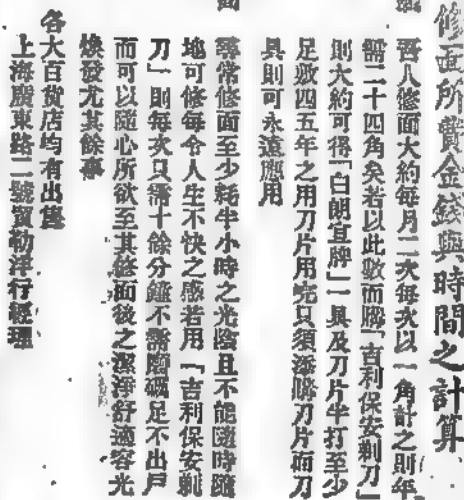 修面所費金錢與時間之計算
吾人修面大約每月二次每次以一角計之則年
需二十四角矣若以此數而購「吉利保安剃刀」
則大約可得「白朗宜牌」一具及刀片半打至少
足敷四五年之用刀片用完只須添購刀片而刀
具則可永遠應用
尋常修面至少耗半小時之光陰且不能隨時隨
地可修每令人生不快之感若用「吉利保安剃
刀」則每次只需十餘分鐘不需磨礪足不出戶
而可以隨心所欲至其修面後之潔淨舒適容光
煥發尤其餘事
各大百貨店均有出售
上海廣東路二號貿勒洋行經理